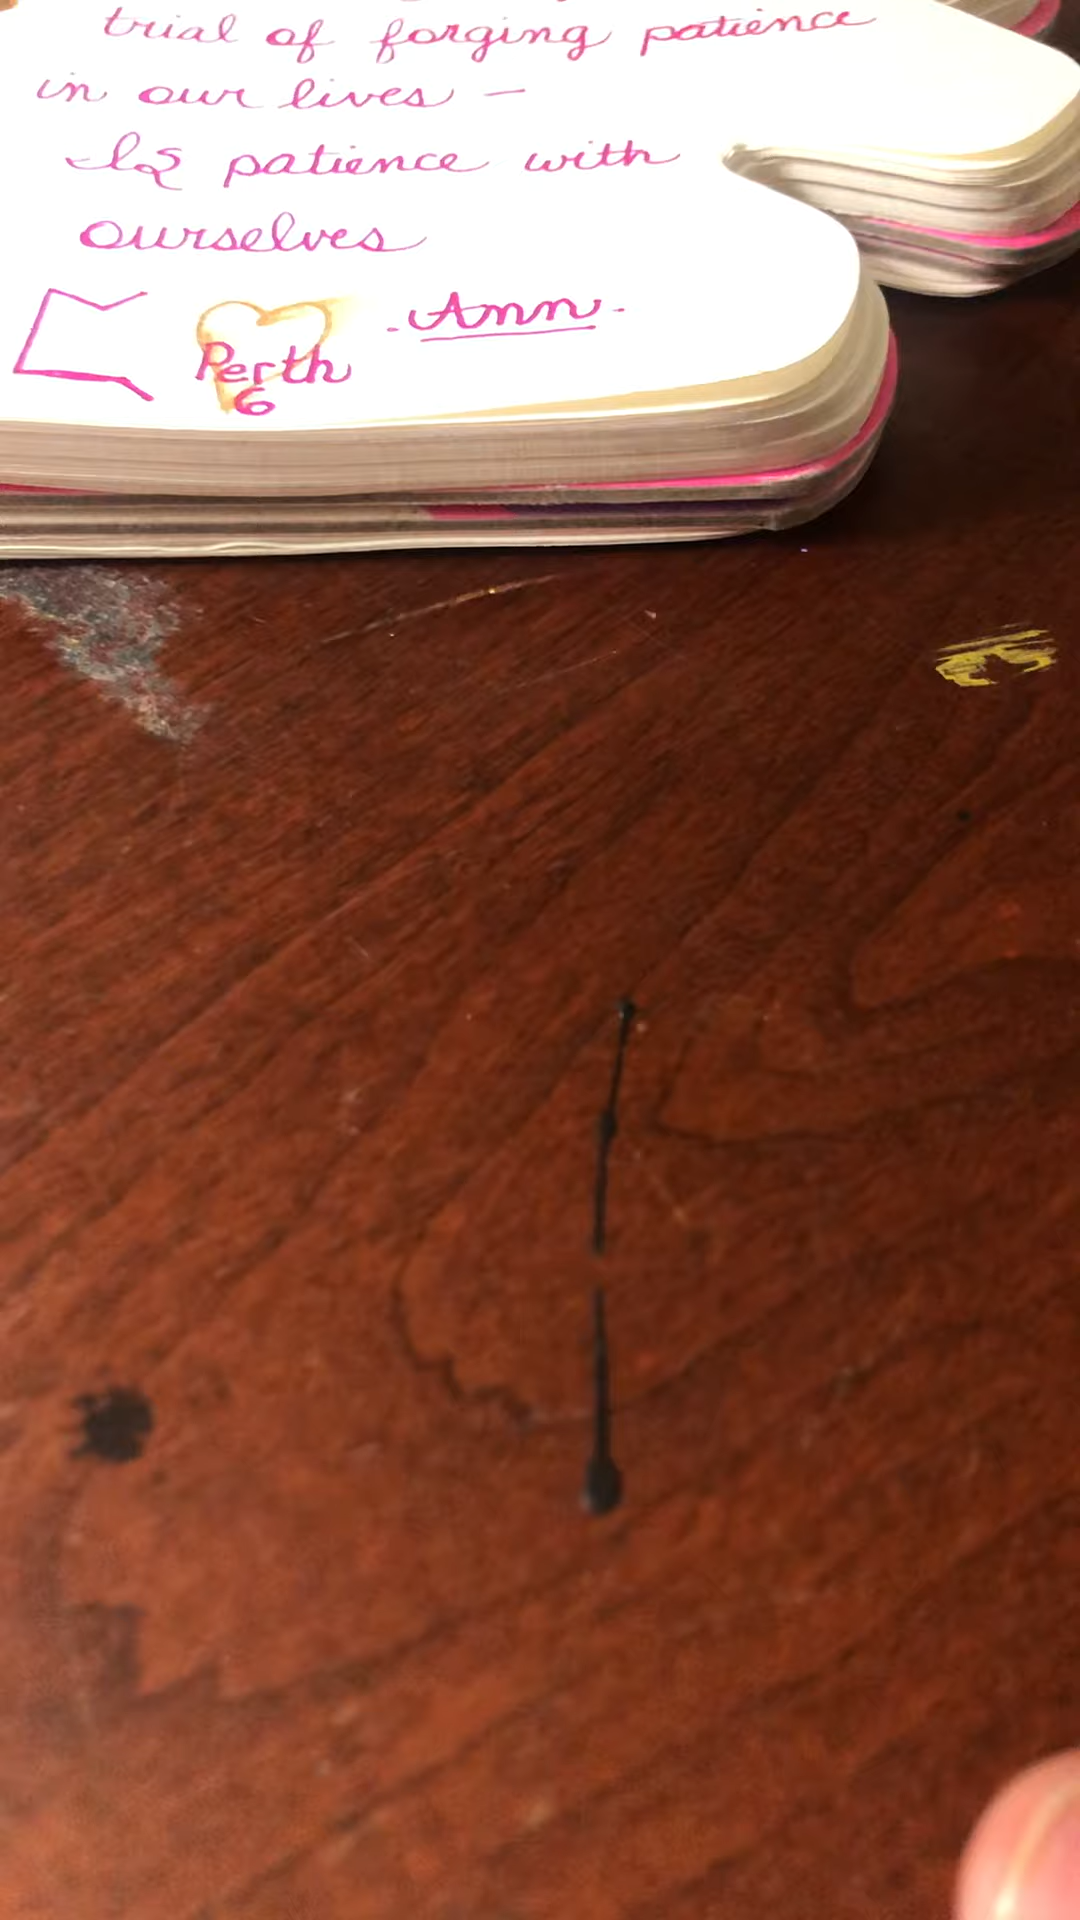 trial of forging patience
in our lives —
Is patience with
ourselves
. Ann .
Perth
6